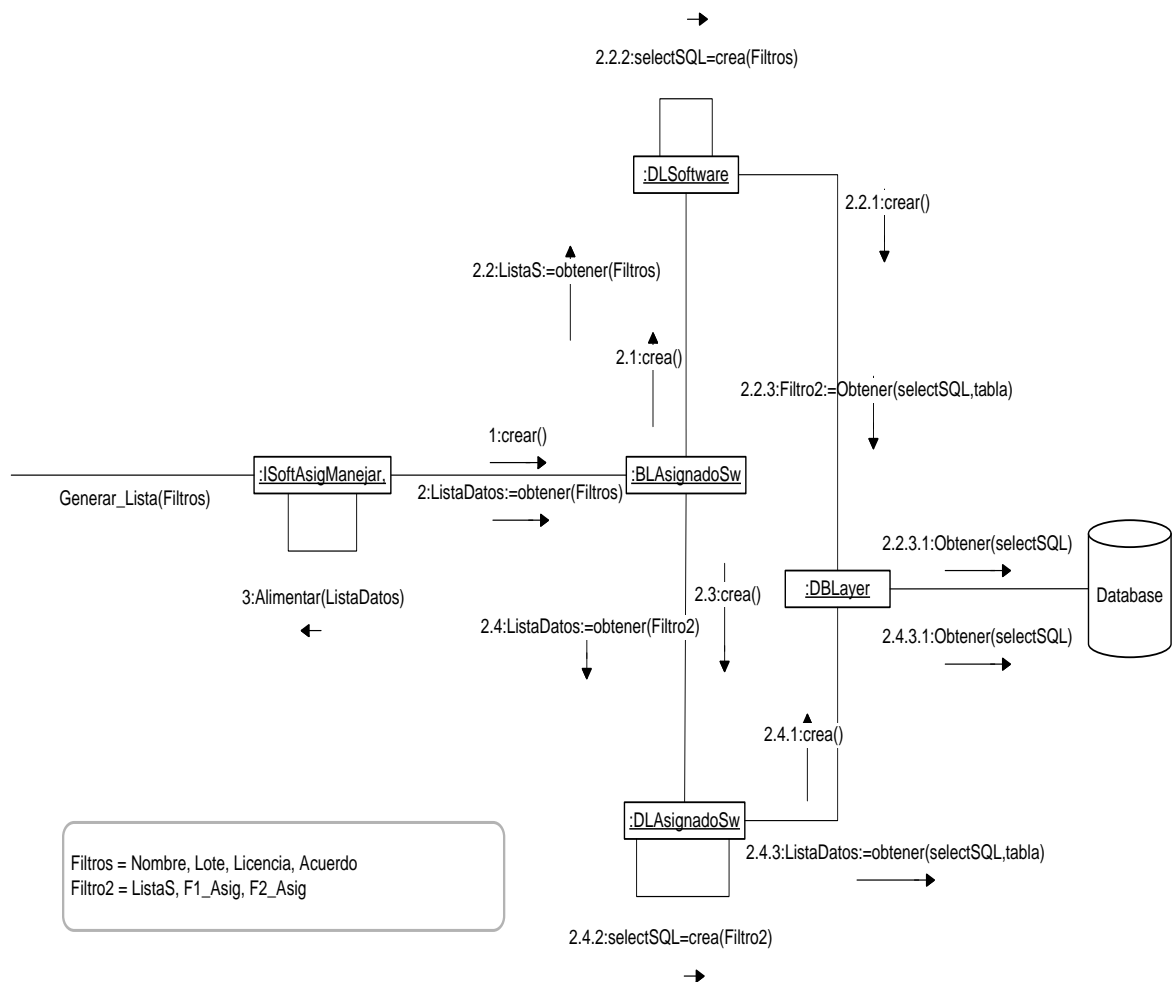 2.2.2:selectSQL=crea(Filtros)
:DLSoftware
2.2.1:crear()
2.2:ListaS:=obtener(Filtros)
2.1:crea()
2.2.3:Filtro2:=Obtener(selectSQL,tabla)
1:crear()
:ISoftAsigManejar,
:BLAsignadoSw
Generar_Lista(Filtros)
2:ListaDatos:=obtener(Filtros)
2.2.3.1:Obtener(selectSQL)
3:Alimentar(ListaDatos)
2.3:crea()
:DBLayer
Database
2.4:ListaDatos:=obtener(Filtro2)
2.4.3.1:Obtener(selectSQL)
2.4.1:crea()
:DLAsignadoSw
2.4.3:ListaDatos:=obtener(selectSQL,tabla)
Filtros = Nombre, Lote, Licencia, Acuerdo
Filtro2 = ListaS, F1_Asig, F2_Asig
2.4.2:selectSQL=crea(Filtro2)